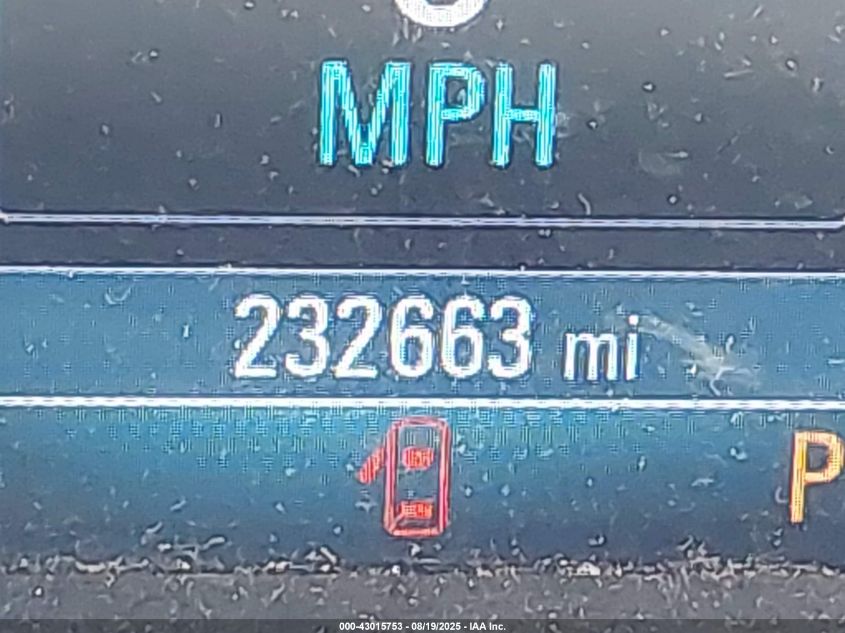 MPH
232663 mi
P
000-43015753 - 08/19/2025 - IAA Inc.